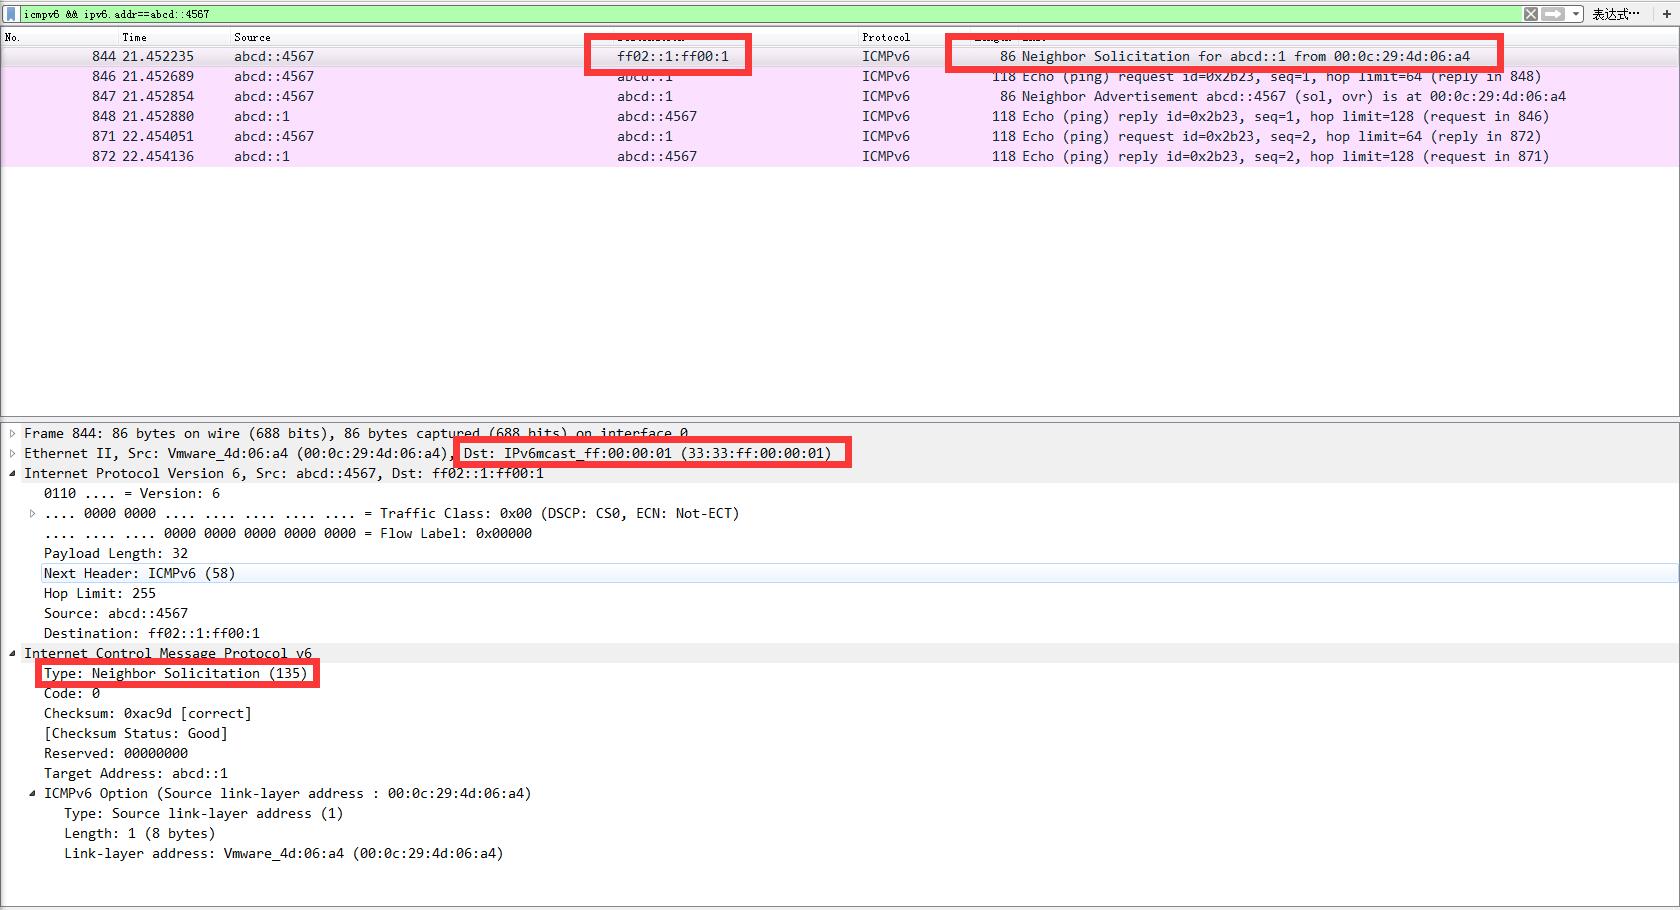 icmpv6 && ipv6.addr==abcd::4567 表达式… +
No. Time Source Protocol
844 21.452235 abcd::4567 ff02::1:ff00:1 ICMPv6 86 Neighbor Solicitation for abcd::1 from 00:0c:29:4d:06:a4
846 21.452689 abcd::4567 abcd::1 ICMPv6 118 Echo (ping) request id=0x2b23, seq=1, hop limit=64 (reply in 848)
847 21.452854 abcd::4567 abcd::1 ICMPv6 86 Neighbor Advertisement abcd::4567 (sol, ovr) is at 00:0c:29:4d:06:a4
848 21.452880 abcd::1 abcd::4567 ICMPv6 118 Echo (ping) reply id=0x2b23, seq=1, hop limit=128 (request in 846)
871 22.454051 abcd::4567 abcd::1 ICMPv6 118 Echo (ping) request id=0x2b23, seq=2, hop limit=64 (reply in 872)
872 22.454136 abcd::1 abcd::4567 ICMPv6 118 Echo (ping) reply id=0x2b23, seq=2, hop limit=128 (request in 871)
Frame 844: 86 bytes on wire (688 bits), 86 bytes captured (688 bits) on interface 0
Ethernet II, Src: Vmware_4d:06:a4 (00:0c:29:4d:06:a4), Dst: IPv6mcast_ff:00:00:01 (33:33:ff:00:00:01)
Internet Protocol Version 6, Src: abcd::4567, Dst: ff02::1:ff00:1
0110 .... = Version: 6
.... 0000 0000 .... .... .... .... .... = Traffic Class: 0x00 (DSCP: CS0, ECN: Not-ECT)
.... .... .... 0000 0000 0000 0000 0000 = Flow Label: 0x00000
Payload Length: 32
Next Header: ICMPv6 (58)
Hop Limit: 255
Source: abcd::4567
Destination: ff02::1:ff00:1
Internet Control Message Protocol v6
Type: Neighbor Solicitation (135)
Code: 0
Checksum: 0xac9d [correct]
[Checksum Status: Good]
Reserved: 00000000
Target Address: abcd::1
ICMPv6 Option (Source link-layer address : 00:0c:29:4d:06:a4)
Type: Source link-layer address (1)
Length: 1 (8 bytes)
Link-layer address: Vmware_4d:06:a4 (00:0c:29:4d:06:a4)